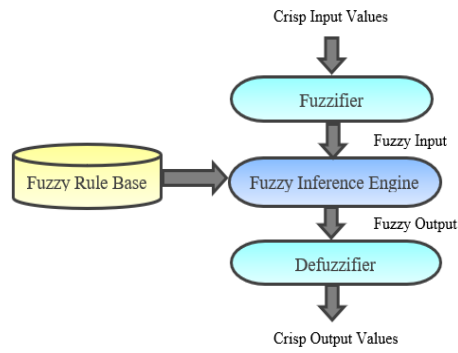 Crisp Input Values
Fuzzifier
Fuzzy Input
Fuzzy Rule Base
Fuzzy Inference Engine
Fuzzy Output
Defuzzifier
Crisp Output Values